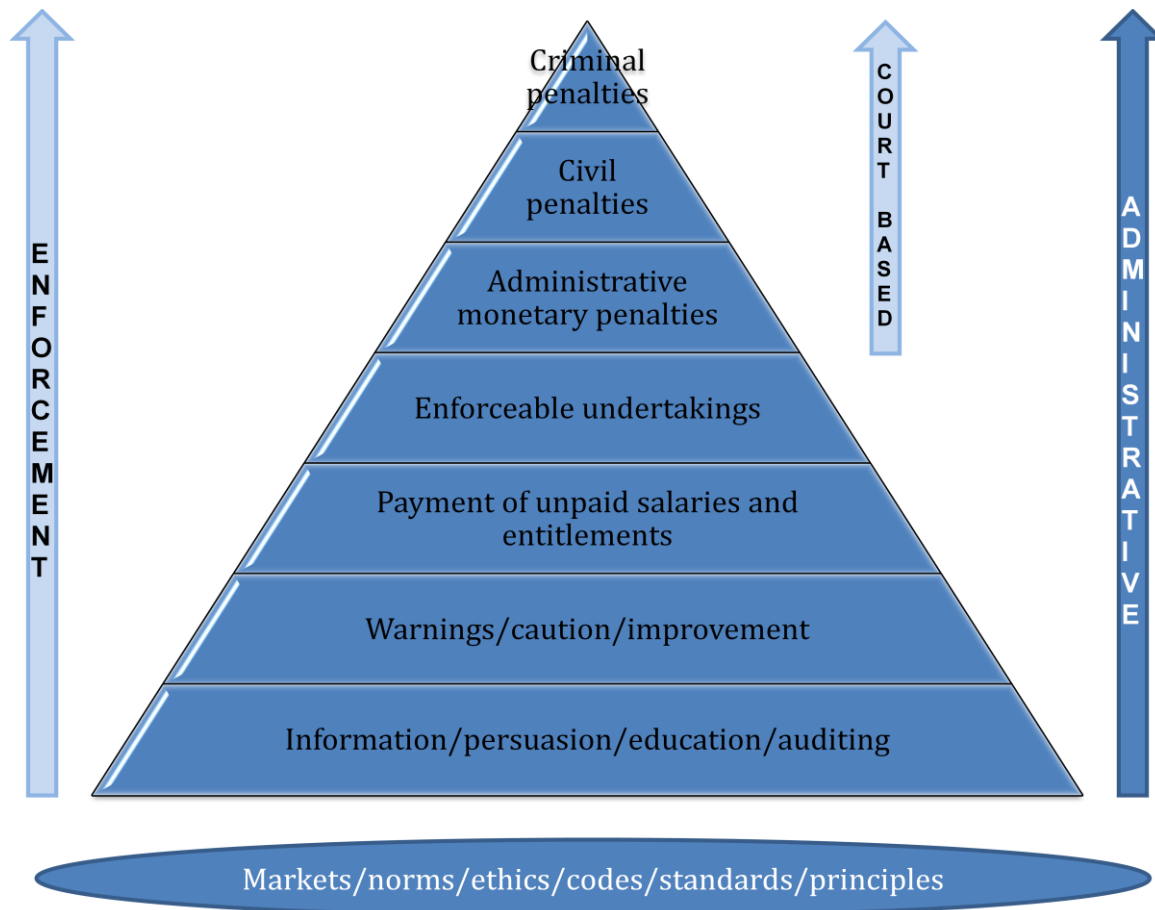 Criminal
penalties
Civil
penalties
Administrative
monetary penalties
Enforceable undertakings
Payment of unpaid salaries and
entitlements
Warnings/caution/improvement
Information/persuasion/education/auditing
Markets/norms/ethics/codes/standards/principles
ENFORCEMENT
COURT BASED
ADMINISTRATIVE